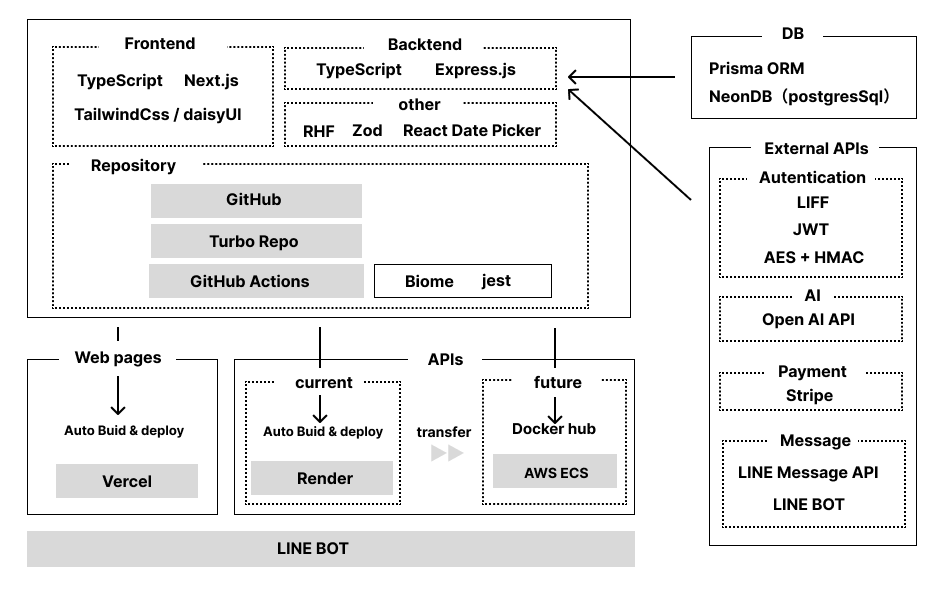 Frontend
TypeScript Next.js
TailwindCss / daisyUI
Backtend
TypeScript Express.js
other
RHF Zod React Date Picker
Repository
GitHub
Turbo Repo
GitHub Actions
Biome jest
DB
Prisma ORM
NeonDB（postgresSql）
External APIs
Autentication
LIFF
JWT
AES + HMAC
AI
Open AI API
Payment
Stripe
Message
LINE Message API
LINE BOT
Web pages
Auto Buid & deploy
Vercel
APIs
current
Auto Buid & deploy
Render
transfer
future
Docker hub
AWS ECS
LINE BOT